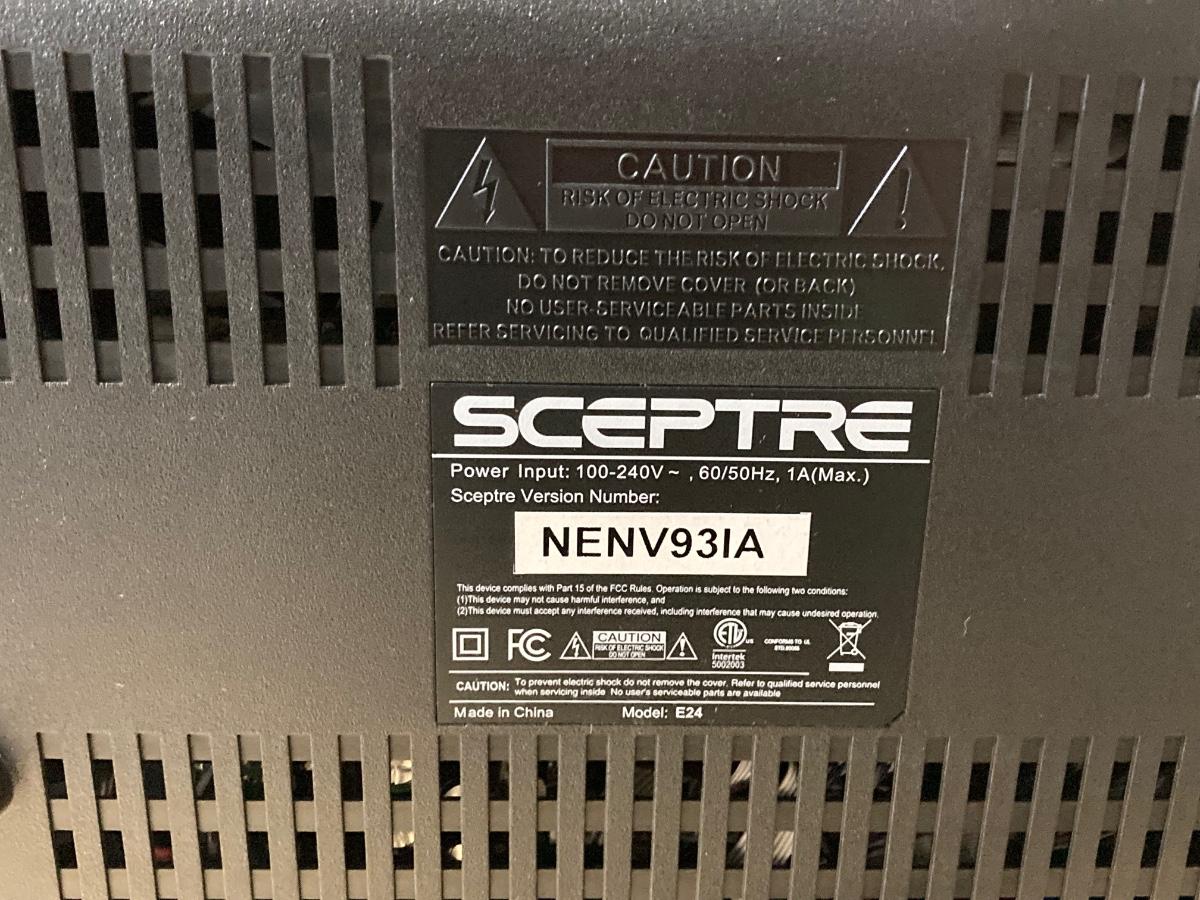 CAUTION
RISK OF ELECTRIC SHOCK
DO NOT OPEN
CAUTION: TO REDUCE THE RISK OF ELECTRIC SHOCK,
DO NOT REMOVE COVER (OR BACK)
NO USER-SERVICEABLE PARTS INSIDE
REFER SERVICING TO QUALIFIED SERVICE PERSONNEL
SCEPTRE
Power Input: 100-240V ~ , 60/50Hz, 1A(Max.)
Sceptre Version Number:
NENV93IA
This device complies with Part 15 of the FCC Rules. Operation is subject to the following two conditions:
(1)This device may not cause harmful interference, and
(2)This device must accept any interference received, including interference that may cause undesired operation.
FC
CAUTION
RISK OF ELECTRIC SHOCK
DO NOT OPEN
ETL US
Intertek
5002003
CONFORMS TO UL
CAUTION: To prevent electric shock do not remove the cover. Refer to qualified service personnel
when servicing inside No user's serviceable parts are available
Made in China Model: E24